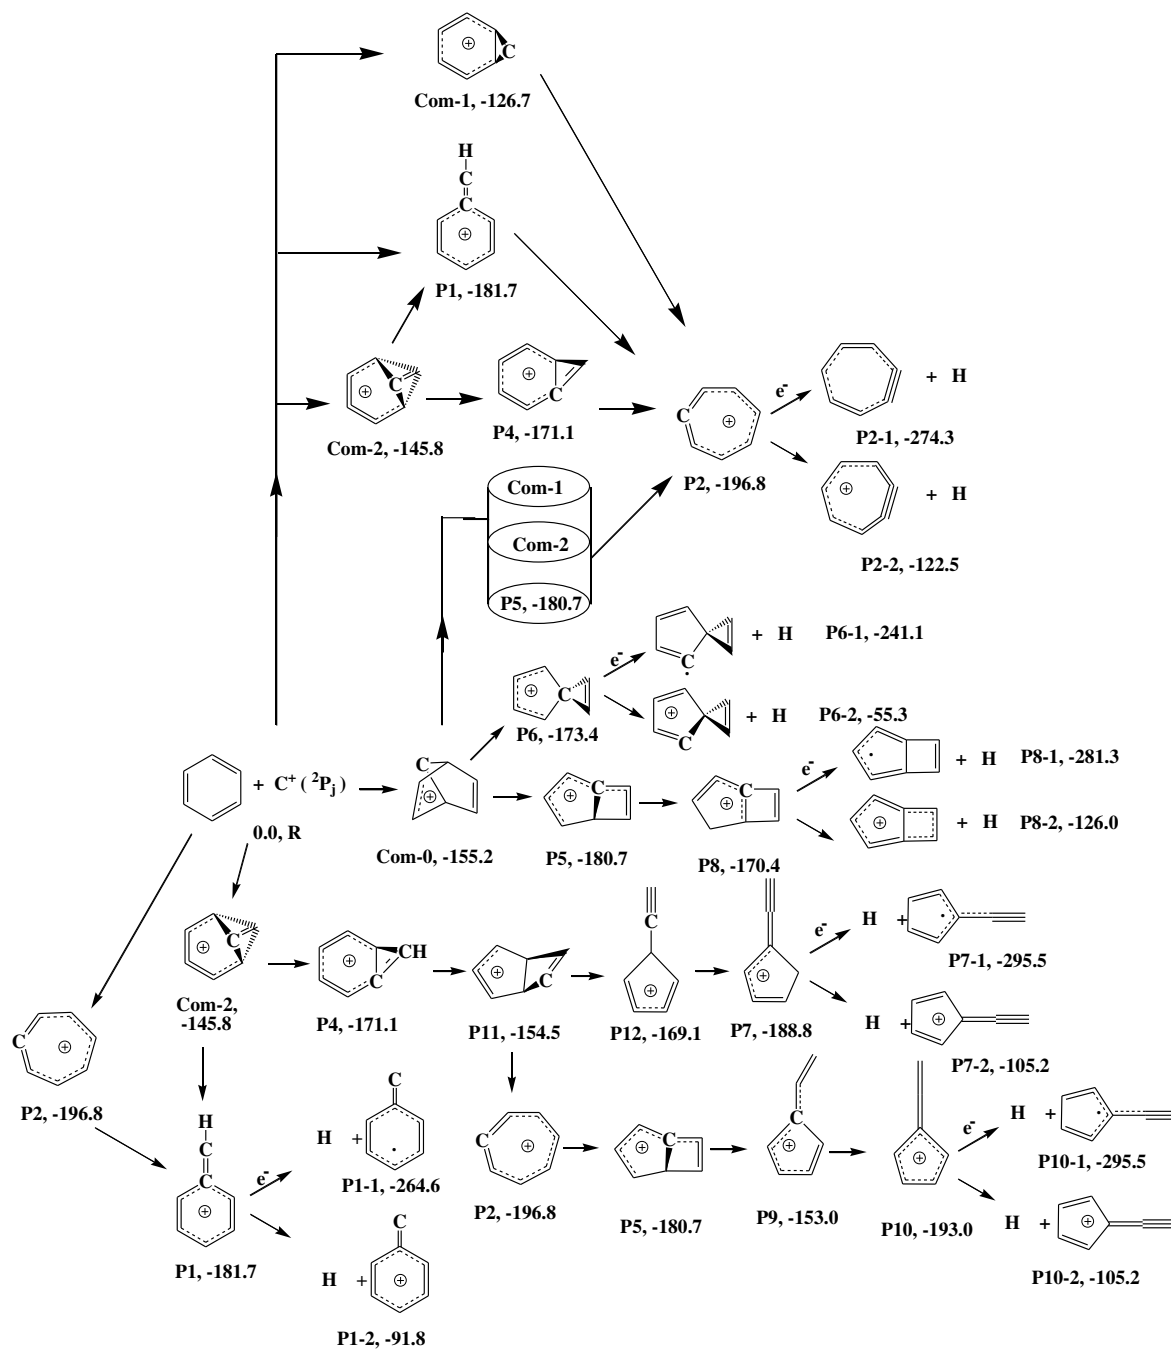 C
Com-1, -126.7
H
C
C
P1, -181.7
C
Com-2, -145.8
C
P4, -171.1
C
P2, -196.8
e-
+ H
P2-1, -274.3
+ H
P2-2, -122.5
Com-1
Com-2
P5, -180.7
C
P6, -173.4
e-
C
+ H
P6-1, -241.1
C
+ H
P6-2, -55.3
+ C+ (2Pj)
0.0, R
C
Com-0, -155.2
C
P5, -180.7
C
P8, -170.4
e-
+ H
P8-1, -281.3
+ H
P8-2, -126.0
C
Com-2,
-145.8
CH
C
P4, -171.1
C
P11, -154.5
C
P12, -169.1
P7, -188.8
e-
H +
P7-1, -295.5
H +
P7-2, -105.2
C
P2, -196.8
H
C
C
P1, -181.7
e-
H +
C
P1-1, -264.6
H +
C
P1-2, -91.8
C
P2, -196.8
C
P5, -180.7
C
P9, -153.0
P10, -193.0
e-
H +
P10-1, -295.5
H +
P10-2, -105.2